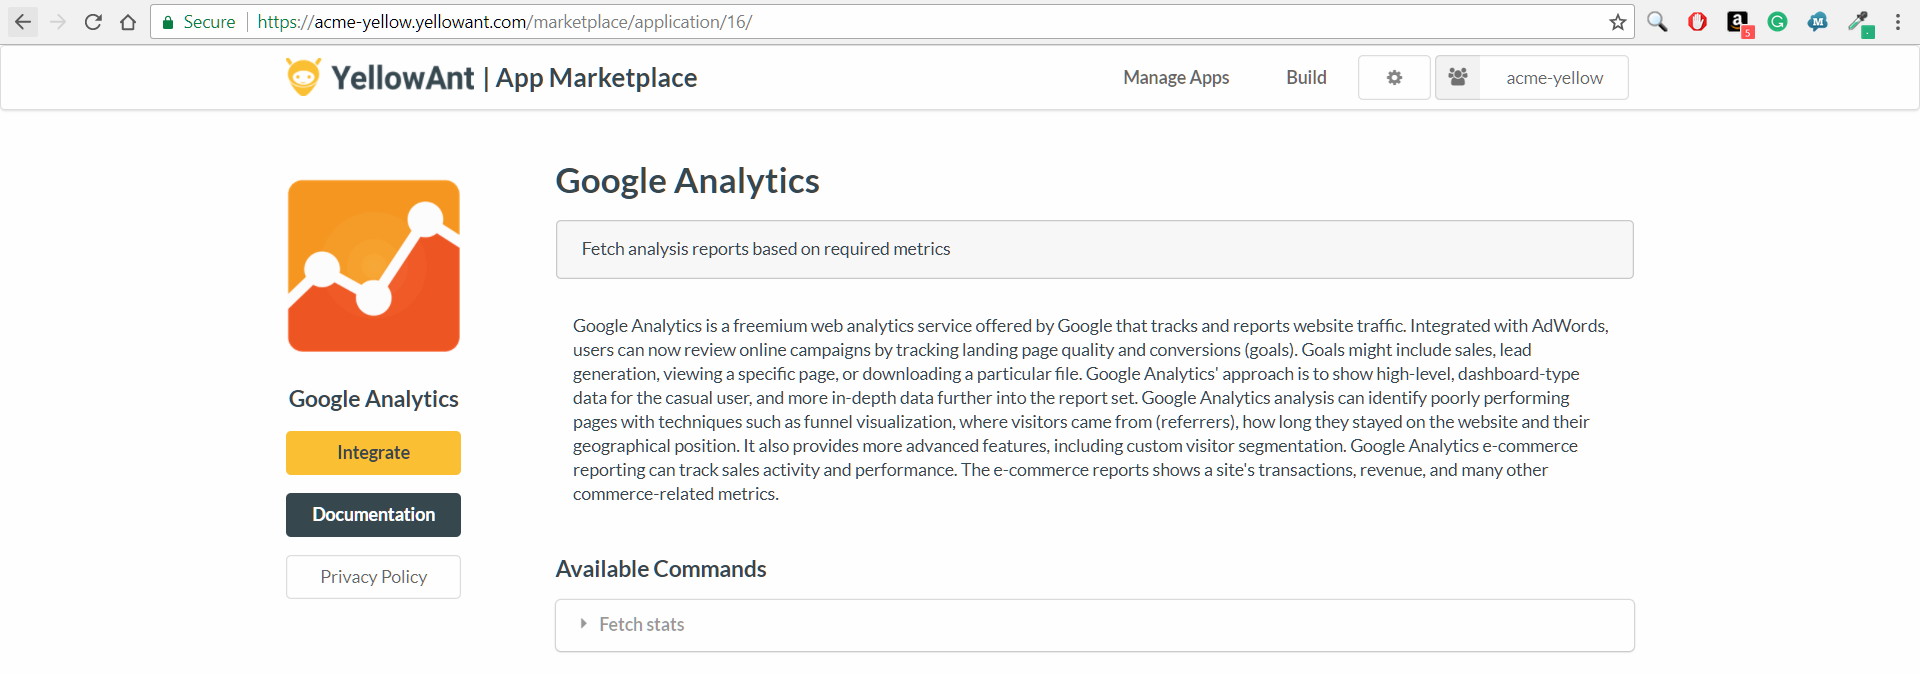 Secure https://acme-yellow.yellowant.com/marketplace/application/16/
a
5
G
M
YellowAnt | App Marketplace
Manage Apps
Build
acme-yellow
Google Analytics
Fetch analysis reports based on required metrics
Google Analytics is a freemium web analytics service offered by Google that tracks and reports website traffic. Integrated with AdWords,
users can now review online campaigns by tracking landing page quality and conversions (goals). Goals might include sales, lead
generation, viewing a specific page, or downloading a particular file. Google Analytics' approach is to show high-level, dashboard-type
data for the casual user, and more in-depth data further into the report set. Google Analytics analysis can identify poorly performing
pages with techniques such as funnel visualization, where visitors came from (referrers), how long they stayed on the website and their
geographical position. It also provides more advanced features, including custom visitor segmentation. Google Analytics e-commerce
reporting can track sales activity and performance. The e-commerce reports shows a site's transactions, revenue, and many other
commerce-related metrics.
Google Analytics
Integrate
Documentation
Privacy Policy
Available Commands
Fetch stats